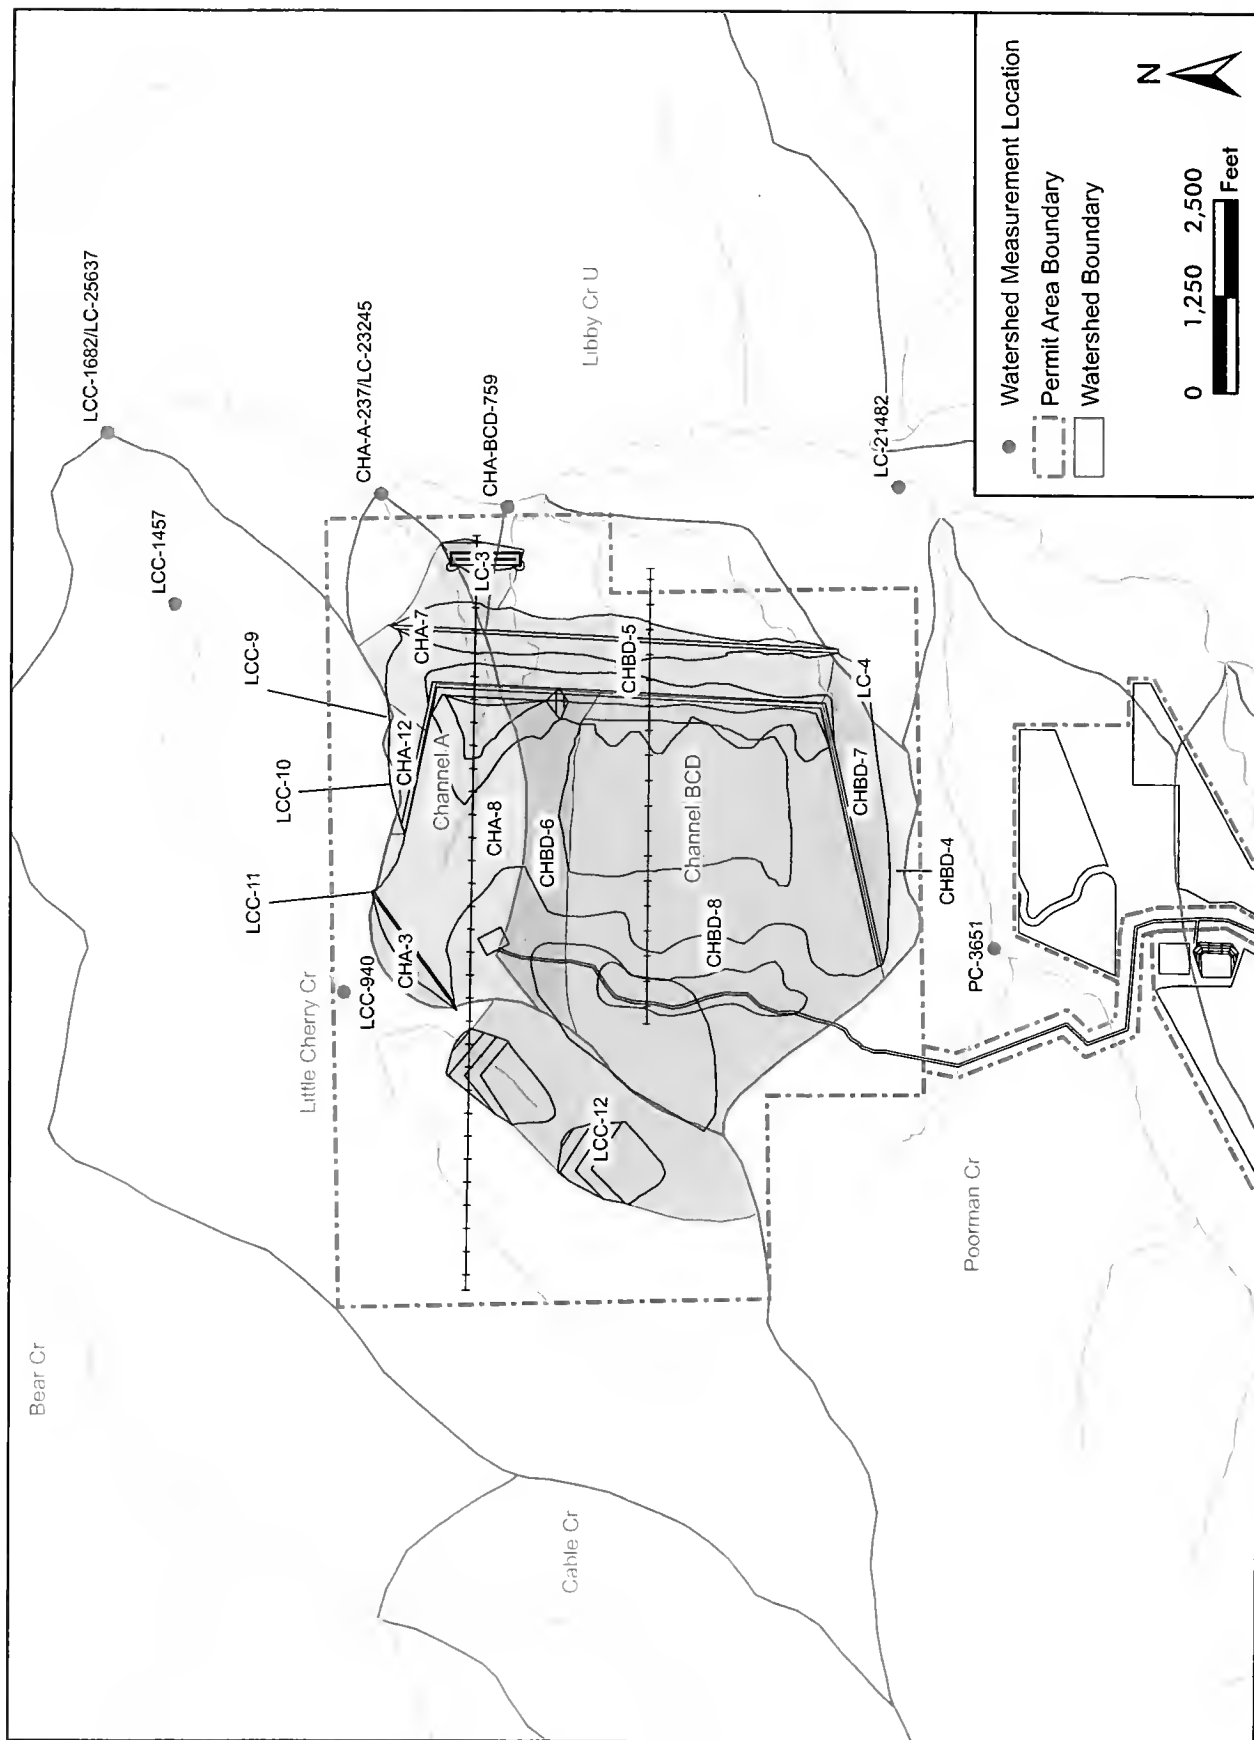 Bear Cr
Cable Cr
Little Cherry Cr
Libby Cr U
Poorman Cr
LCC-1682/LC-25637
LCC-1457
CHA-A-237/LC-23245
CHA-BCD-759
LC-21482
LCC-9
LCC-10
LCC-11
LCC-940
LC-3
CHA-7
CHA-12
Channel A
CHA-8
CHA-3
CHBD-5
CHBD-6
LC-4
Channel BCD
CHBD-7
CHBD-8
CHBD-4
LCC-12
PC-3651
Watershed Measurement Location
Permit Area Boundary
Watershed Boundary
N
0 1,250 2,500
Feet